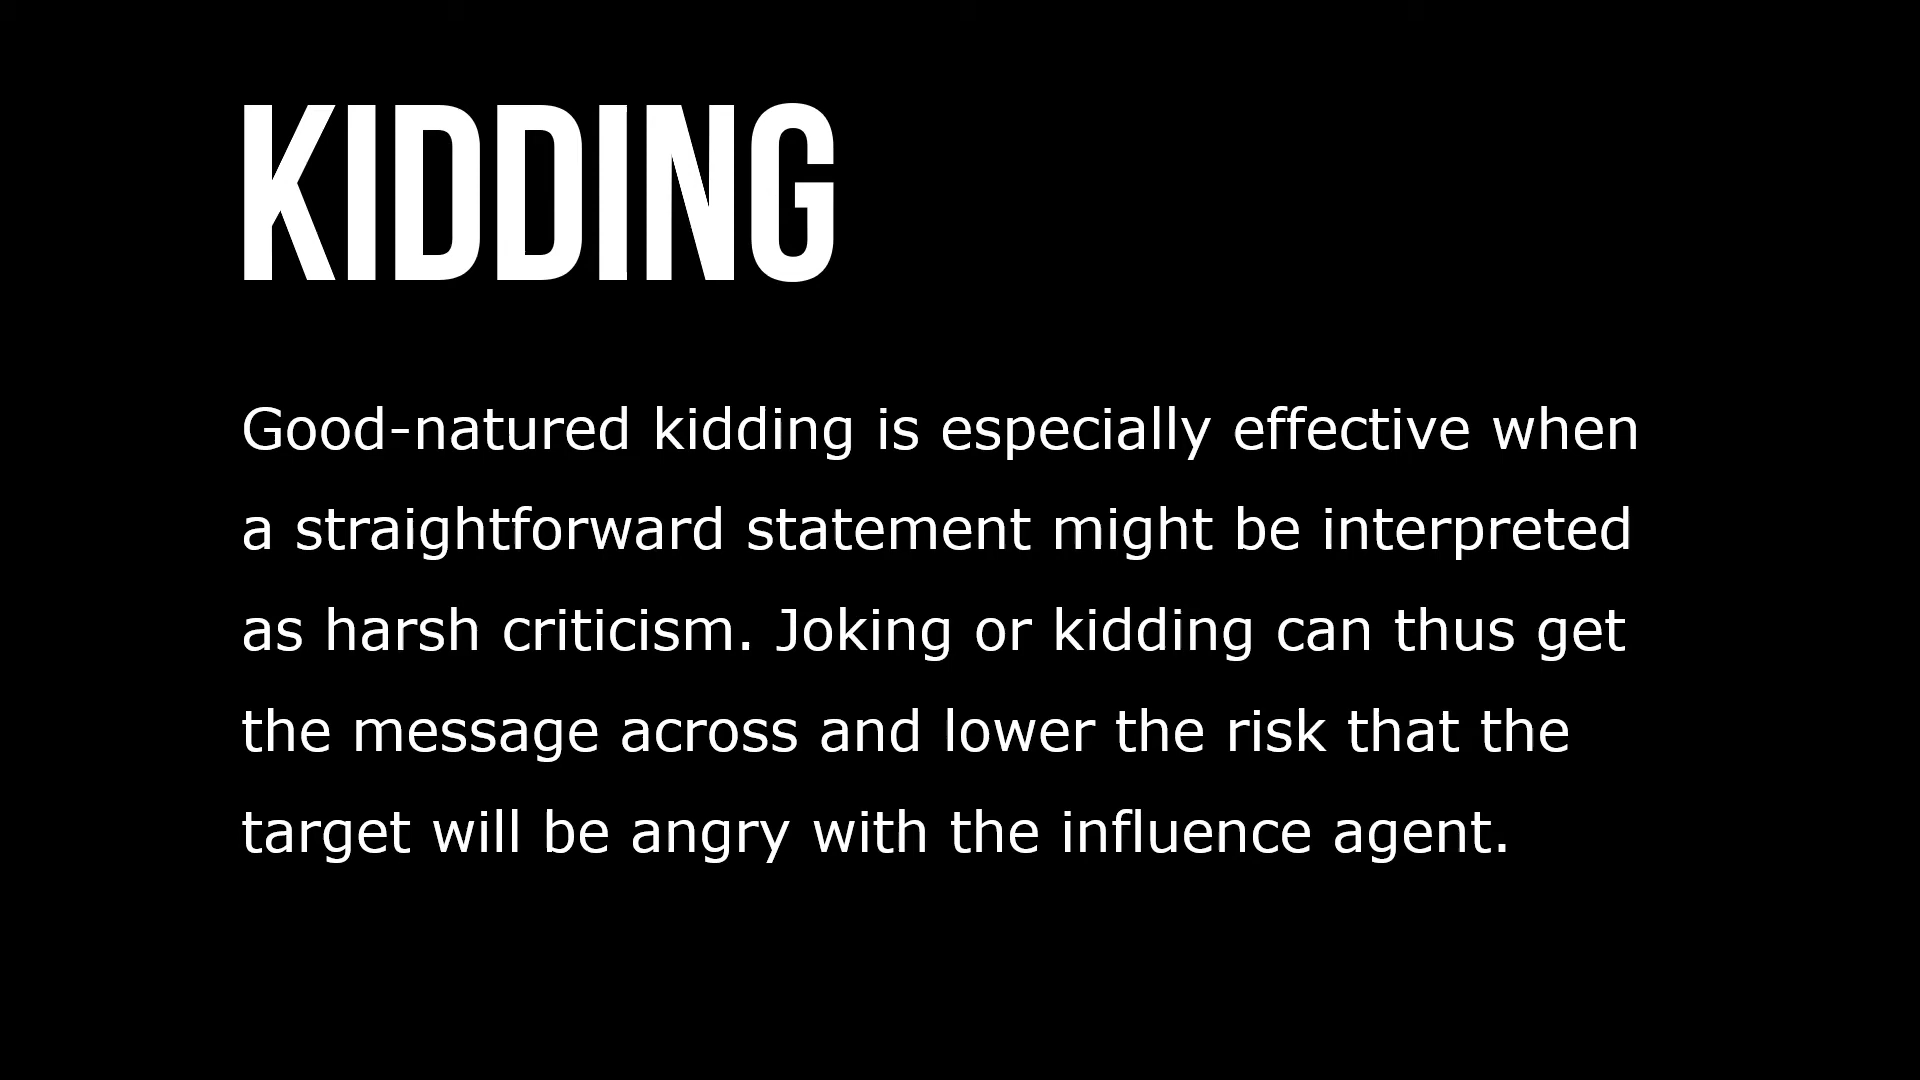 KIDDING
Good-natured kidding is especially effective when
a straightforward statement might be interpreted
as harsh criticism. Joking or kidding can thus get
the message across and lower the risk that the
target will be angry with the influence agent.